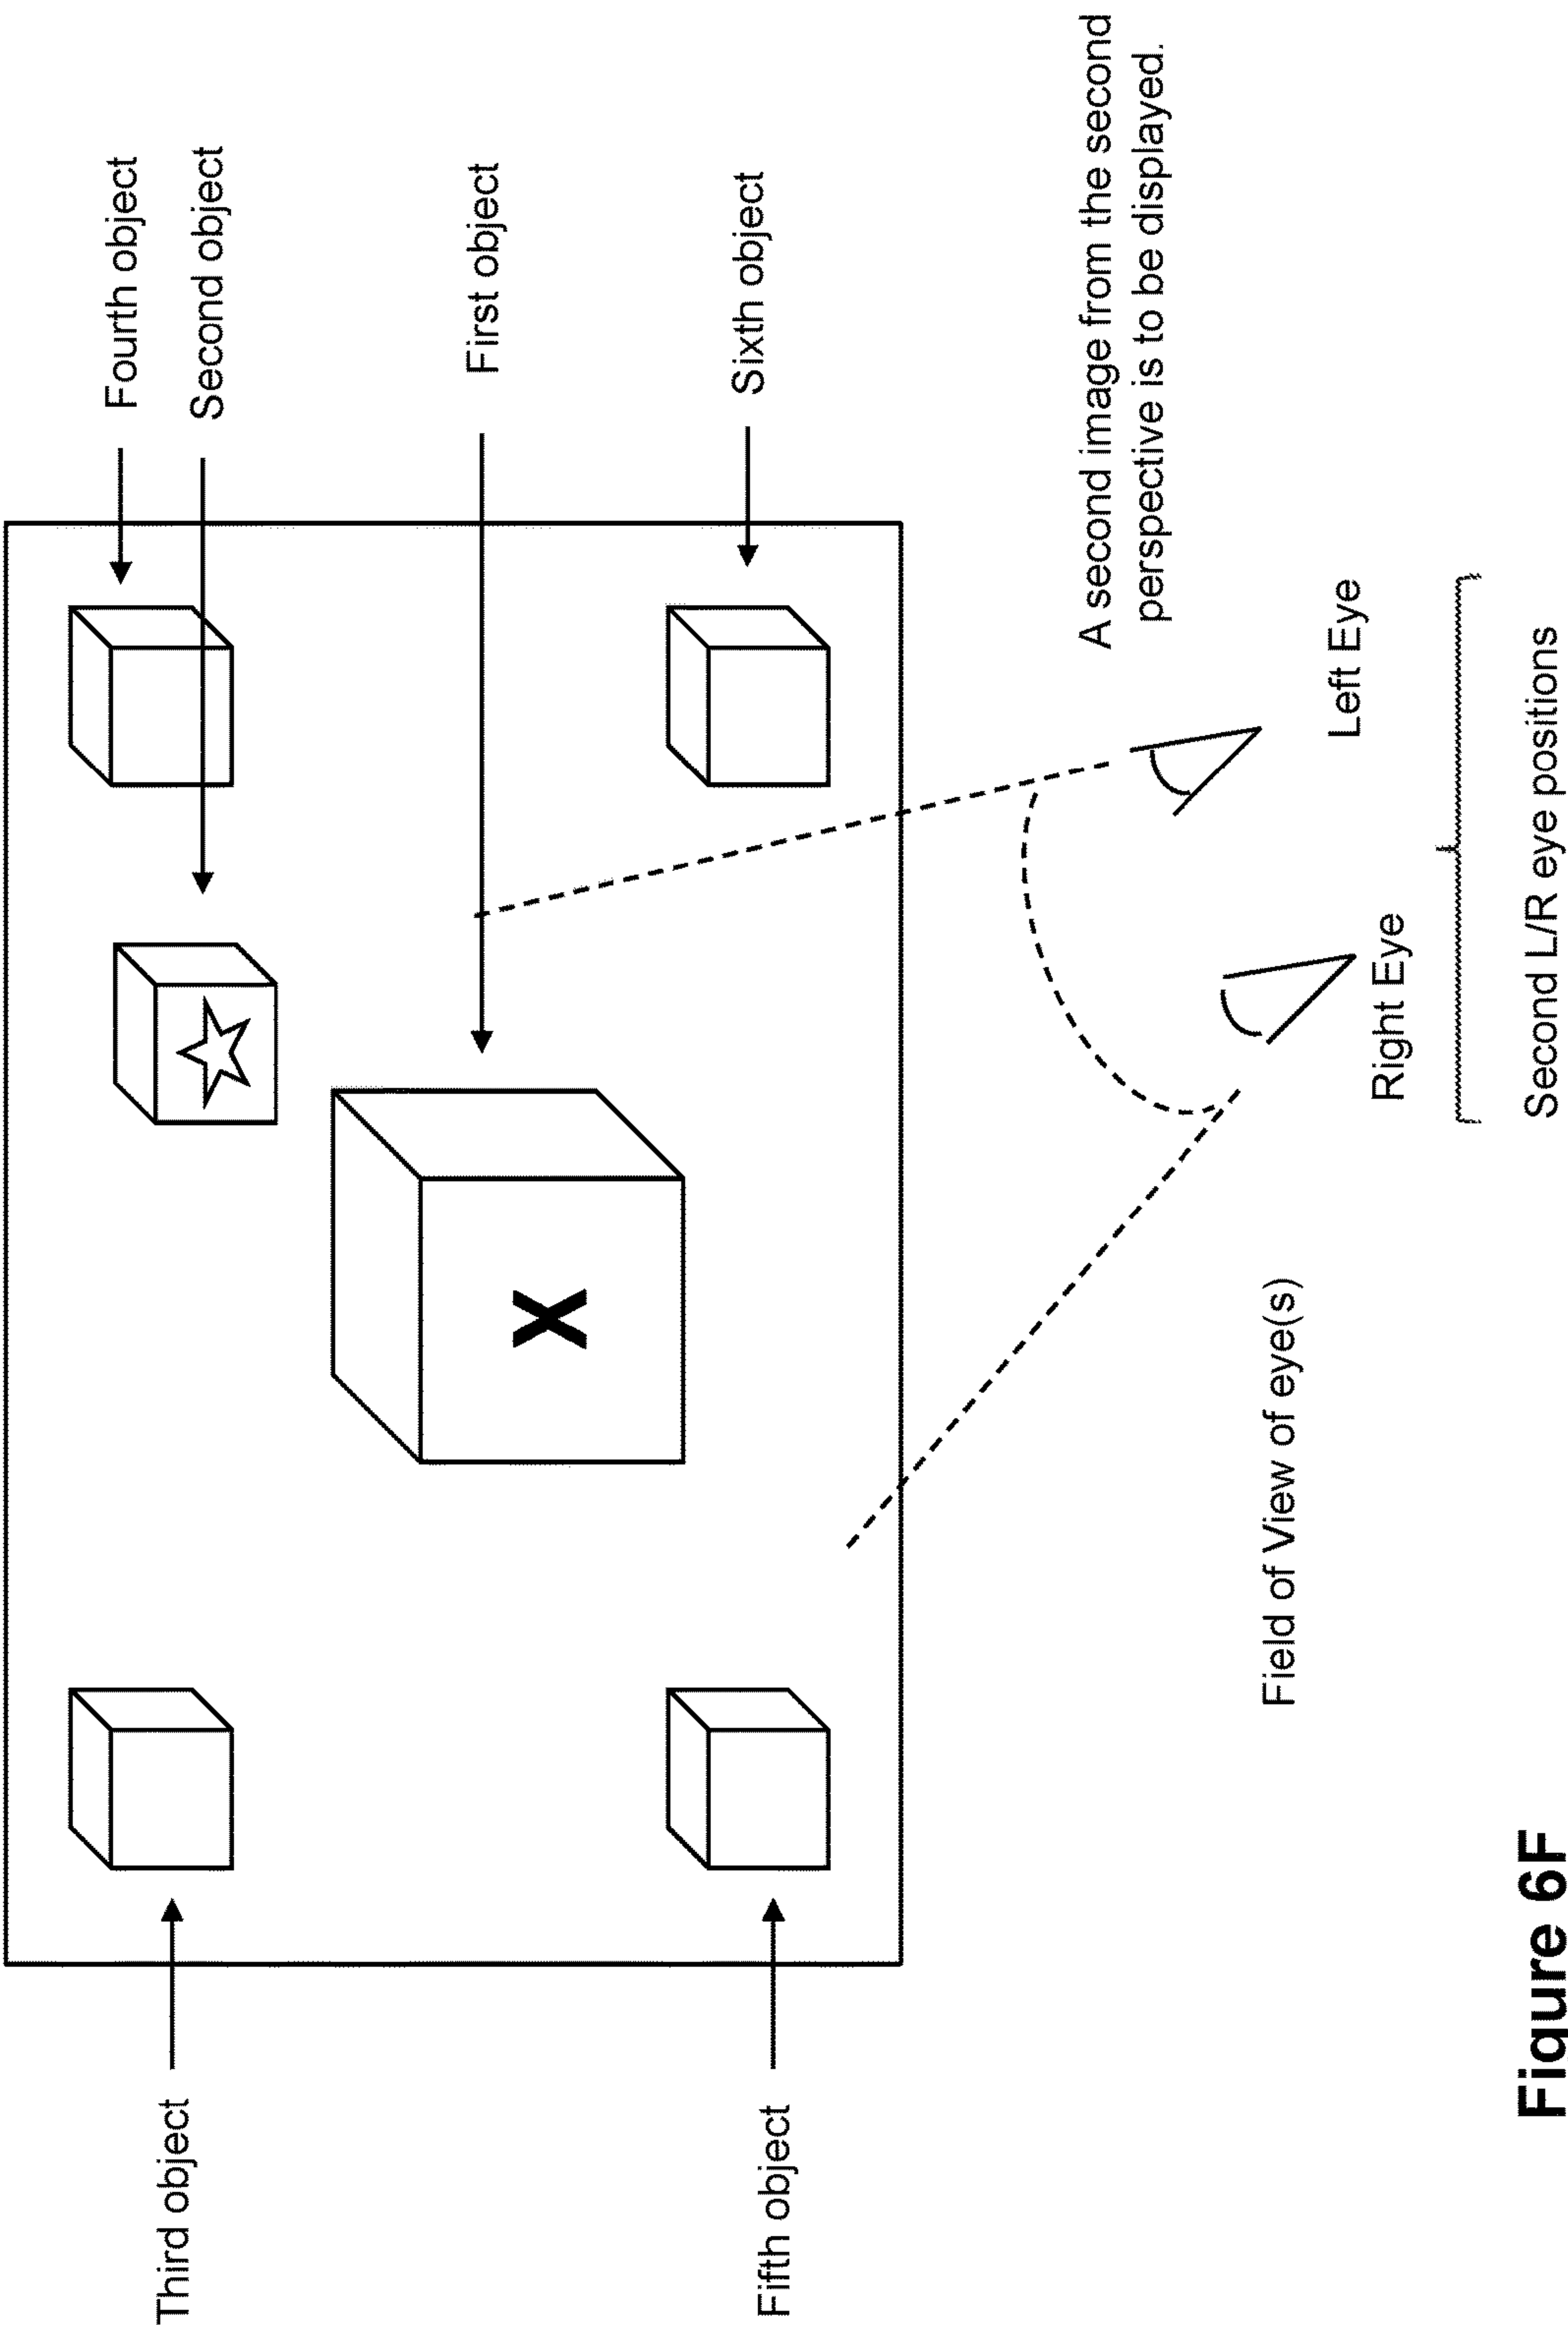 Fourth object
Third object
Second object
First object
X
Sixth object
Fifth object
A second image from the second
perspective is to be displayed.
Field of View of eye(s)
Left Eye
Right Eye
Second L/R eye positions
Figure 6F